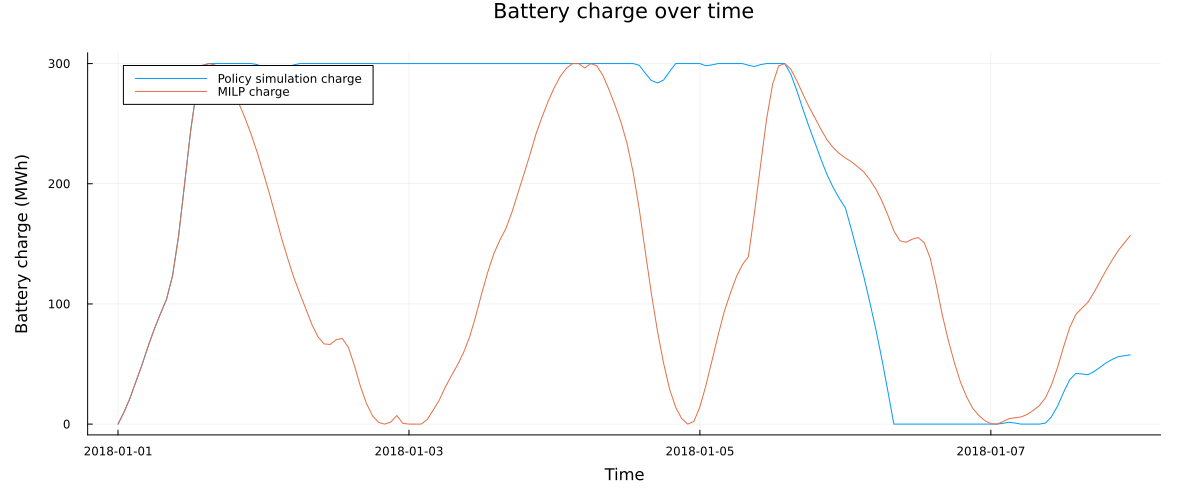 Battery charge over time
Battery charge (MWh)
300
200
100
0
Policy simulation charge
MILP charge
2018-01-01
2018-01-03
2018-01-05
2018-01-07
Time